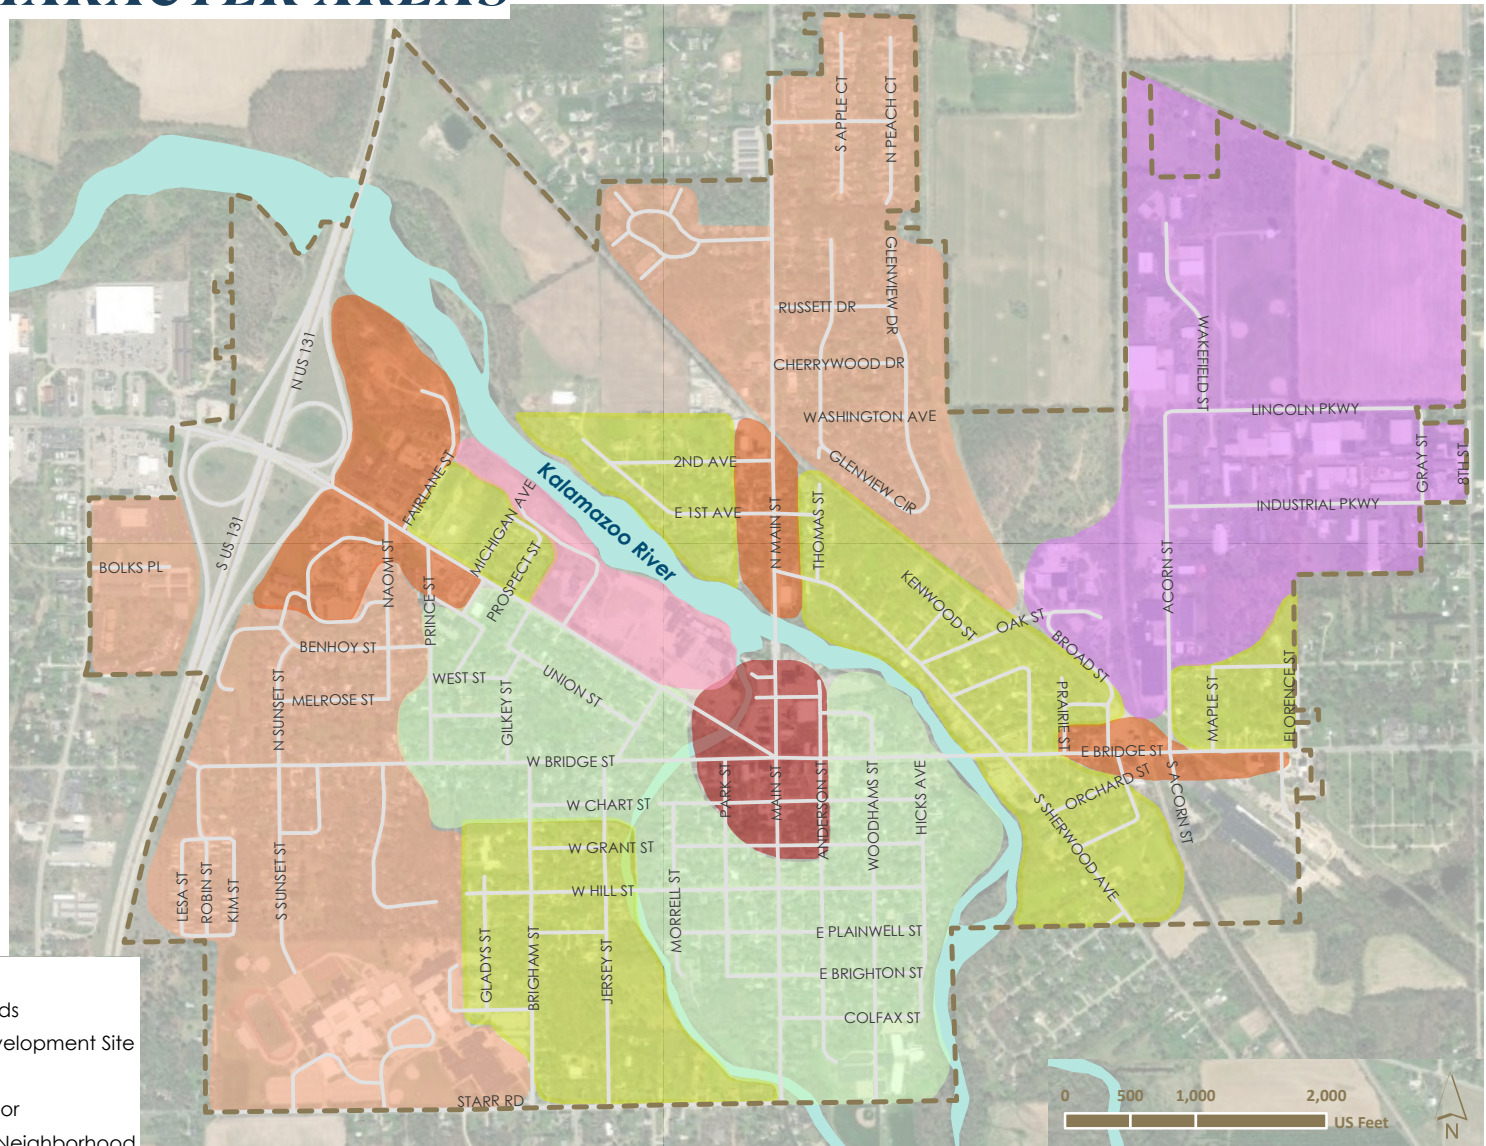 S APPLE CT
N PEACH CT
GLENVIEW DR
RUSSETT DR
CHERRYWOOD DR
WASHINGTON AVE
GLENVIEW CIR
N US 131
S US 131
WAKEFIELD ST
LINCOLN PKWY
GRAY ST
8TH ST
INDUSTRIAL PKWY
ACORN ST
2ND AVE
E 1ST AVE
N MAIN ST
THOMAS ST
Kalamazoo River
FAIRLANE ST
MICHIGAN AVE
PROSPECT ST
BOLKS PL
NAOMI ST
PRINCE ST
KENWOOD ST
OAK ST
BROAD ST
BENHOY ST
WEST ST
UNION ST
MELROSE ST
N SUNSET ST
GILKEY ST
PRAIRIE ST
MAPLE ST
FLORENCE ST
W BRIDGE ST
E BRIDGE ST
ORCHARD ST
S ACORN ST
W CHART ST
PARK ST
MAIN ST
ANDERSON ST
WOODHAMS ST
HICKS AVE
S SHERWOOD AVE
W GRANT ST
W HILL ST
LESA ST
ROBIN ST
KIM ST
S SUNSET ST
MORRELL ST
GLADYS ST
BRIGHAM ST
JERSEY ST
E PLAINWELL ST
E BRIGHTON ST
COLFAX ST
STARR RD
ds
velopment Site
or
Neighborhood
0 500 1,000 2,000
US Feet
N